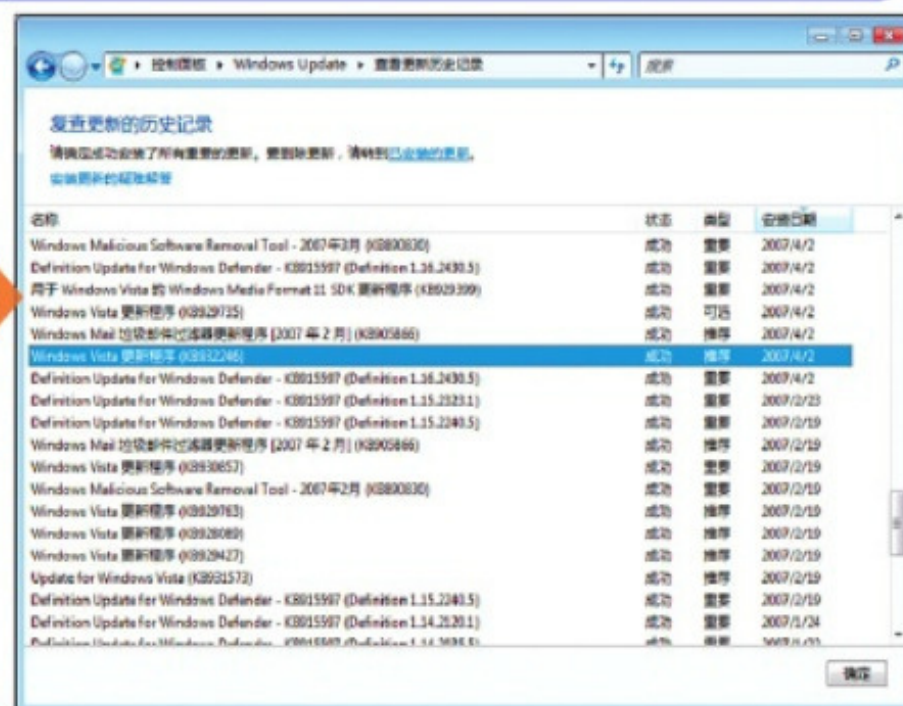 控制面板 ▸ Windows Update ▸ 查看更新历史记录
搜索
复查更新的历史记录
请确定成功安装了所有重要的更新。要删除更新，请转到已安装的更新。
安装更新的疑难解答
名称 状态 类型 安装日期
Windows Malicious Software Removal Tool - 2007年3月 (KB890830) 成功 重要 2007/4/2
Definition Update for Windows Defender - KB915597 (Definition 1.16.2430.5) 成功 重要 2007/4/2
用于 Windows Vista 的 Windows Media Format 11 SDK 更新程序 (KB929399) 成功 重要 2007/4/2
Windows Vista 更新程序 (KB929735) 成功 可选 2007/4/2
Windows Mail 垃圾邮件过滤器更新程序 [2007 年 2 月] (KB905866) 成功 推荐 2007/4/2
Windows Vista 更新程序 (KB932246) 成功 推荐 2007/4/2
Definition Update for Windows Defender - KB915597 (Definition 1.16.2430.5) 成功 重要 2007/4/2
Definition Update for Windows Defender - KB915597 (Definition 1.15.2323.1) 成功 重要 2007/2/23
Definition Update for Windows Defender - KB915597 (Definition 1.15.2240.5) 成功 重要 2007/2/19
Windows Mail 垃圾邮件过滤器更新程序 [2007 年 2 月] (KB905866) 成功 推荐 2007/2/19
Windows Vista 更新程序 (KB930857) 成功 重要 2007/2/19
Windows Malicious Software Removal Tool - 2007年2月 (KB890830) 成功 重要 2007/2/19
Windows Vista 更新程序 (KB929763) 成功 推荐 2007/2/19
Windows Vista 更新程序 (KB928089) 成功 推荐 2007/2/19
Windows Vista 更新程序 (KB929427) 成功 推荐 2007/2/19
Update for Windows Vista (KB931573) 成功 推荐 2007/2/19
Definition Update for Windows Defender - KB915597 (Definition 1.15.2240.5) 成功 重要 2007/2/19
Definition Update for Windows Defender - KB915597 (Definition 1.14.2120.1) 成功 重要 2007/1/24
Definition Update for Windows Defender - KB915597
确定